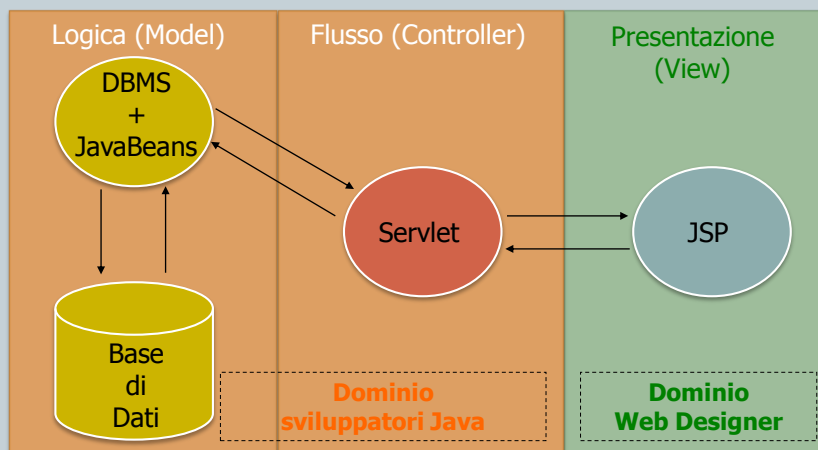 Logica (Model)
Flusso (Controller)
Presentazione
(View)
DBMS
+
JavaBeans
Servlet
JSP
Base
di
Dati
Dominio
sviluppatori Java
Dominio
Web Designer